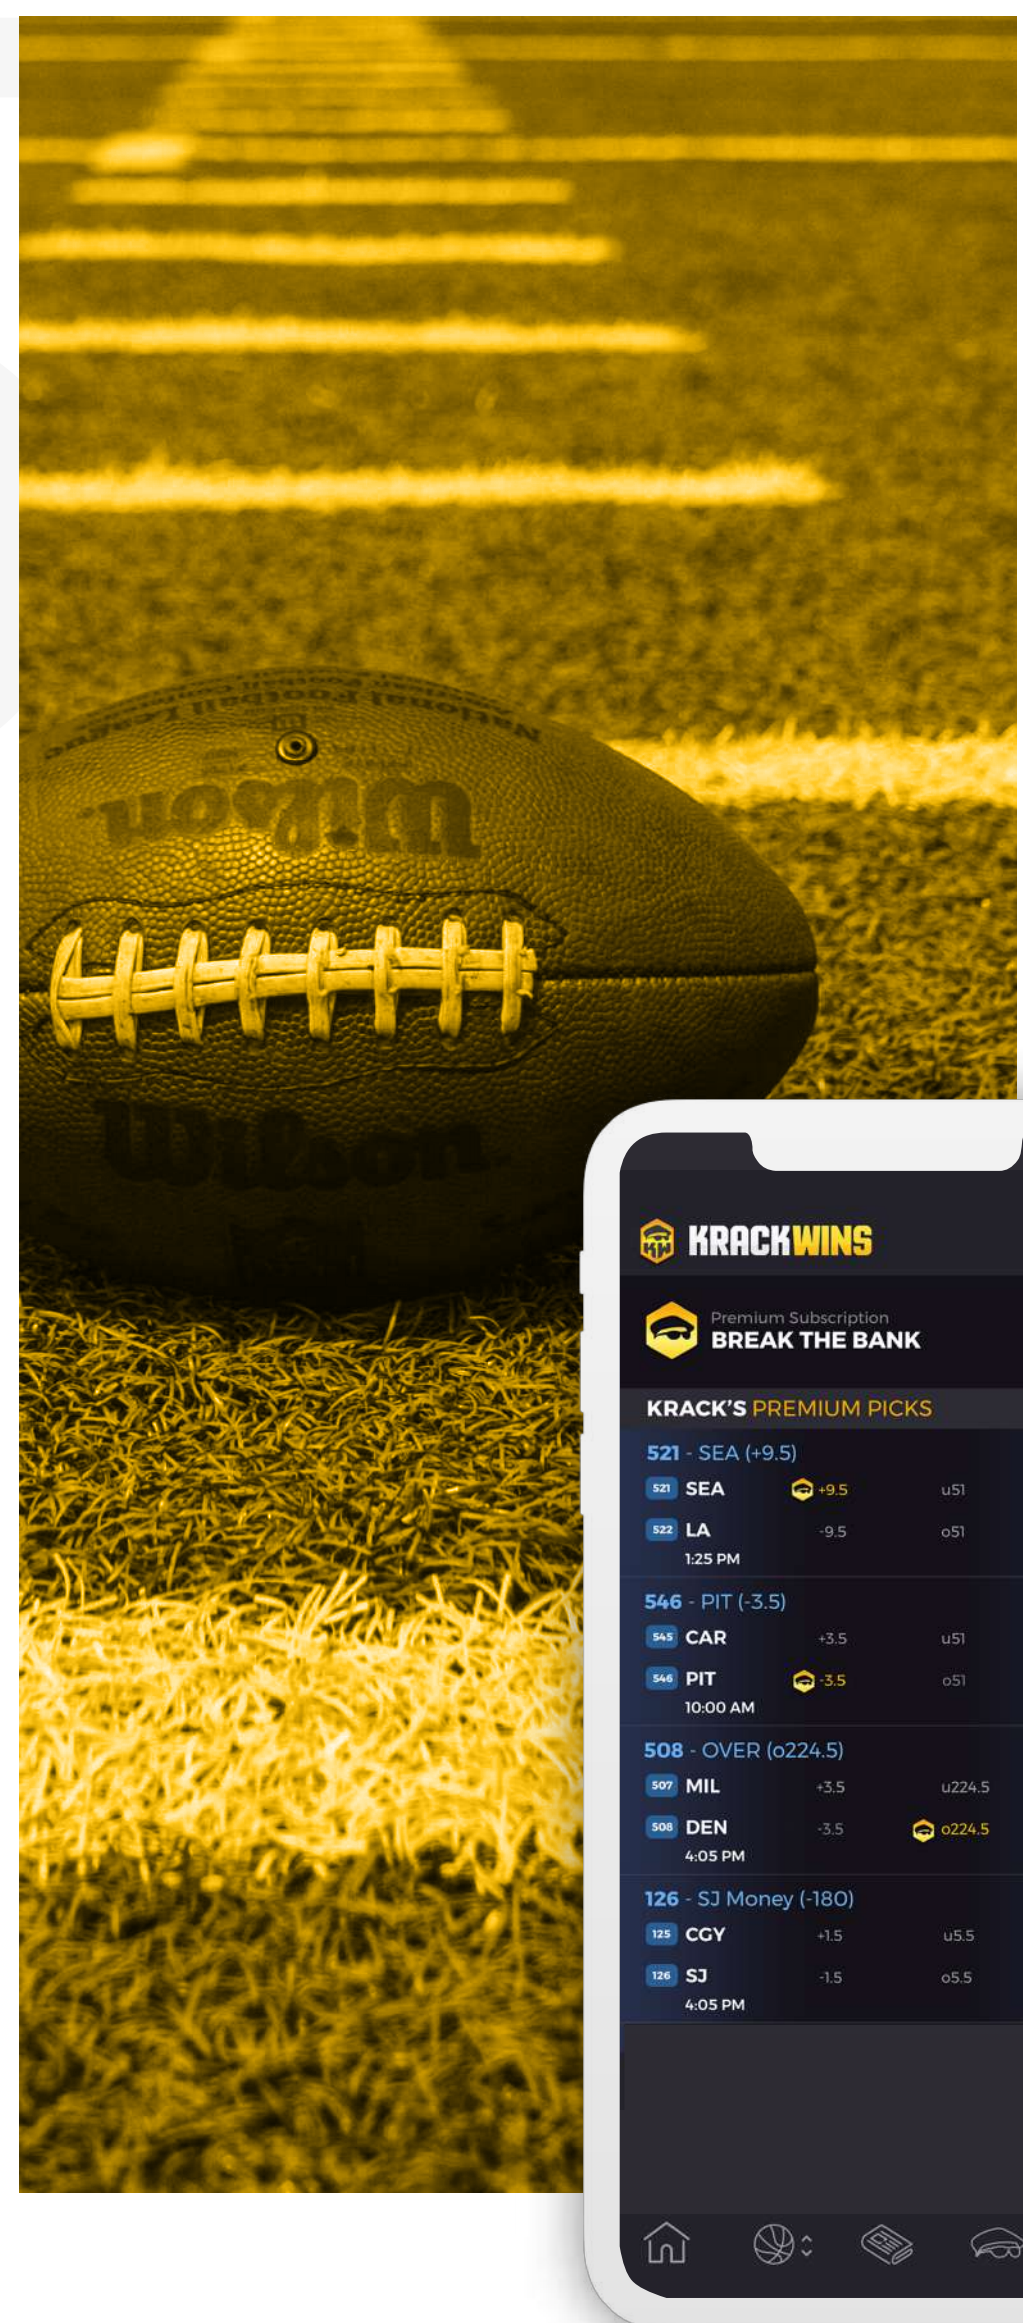 National Football League
Wilson
Wilson.
KRACKWINS
Premium Subscription
BREAK THE BANK
KRACK'S PREMIUM PICKS
521 - SEA (+9.5)
521 SEA +9.5 u51
522 LA -9.5 o51
1:25 PM
546 - PIT (-3.5)
545 CAR +3.5 u51
546 PIT -3.5 o51
10:00 AM
508 - OVER (o224.5)
507 MIL +3.5 u224.5
508 DEN -3.5 o224.5
4:05 PM
126 - SJ Money (-180)
125 CGY +1.5 u5.5
126 SJ -1.5 o5.5
4:05 PM